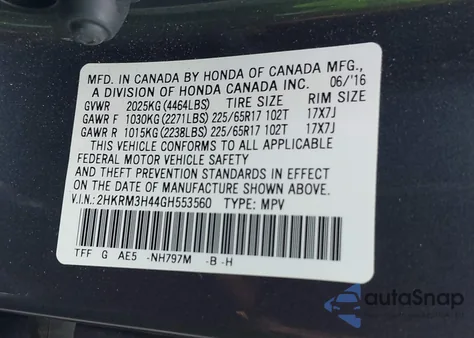 MFD. IN CANADA BY HONDA OF CANADA MFG.,
A DIVISION OF HONDA CANADA INC. 06/'16
GVWR 2025KG(4464LBS) TIRE SIZE RIM SIZE
GAWR F 1030KG(2271LBS) 225/65R17 102T 17X7J
GAWR R 1015KG(2238LBS) 225/65R17 102T 17X7J
THIS VEHICLE CONFORMS TO ALL APPLICABLE
FEDERAL MOTOR VEHICLE SAFETY
AND THEFT PREVENTION STANDARDS IN EFFECT
ON THE DATE OF MANUFACTURE SHOWN ABOVE.
V.I.N.: 2HKRM3H44GH553560 TYPE: MPV
TFF G AE5 -NH797M -B -H
autoSnap